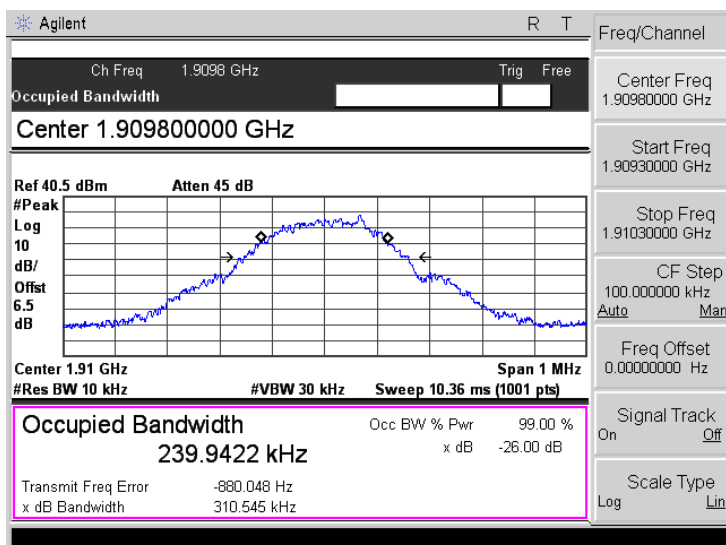 Agilent R T
Ch Freq 1.9098 GHz Trig Free
Occupied Bandwidth
Center 1.909800000 GHz
Ref 40.5 dBm Atten 45 dB
#Peak
Log
10
dB/
Offst
6.5
dB
Center 1.91 GHz Span 1 MHz
#Res BW 10 kHz #VBW 30 kHz Sweep 10.36 ms (1001 pts)
Occupied Bandwidth Occ BW % Pwr 99.00 %
239.9422 kHz x dB -26.00 dB
Transmit Freq Error -880.048 Hz
x dB Bandwidth 310.545 kHz
Freq/Channel
Center Freq
1.90980000 GHz
Start Freq
1.90930000 GHz
Stop Freq
1.91030000 GHz
CF Step
100.000000 kHz
Auto Man
Freq Offset
0.00000000 Hz
Signal Track
On Off
Scale Type
Log Lin